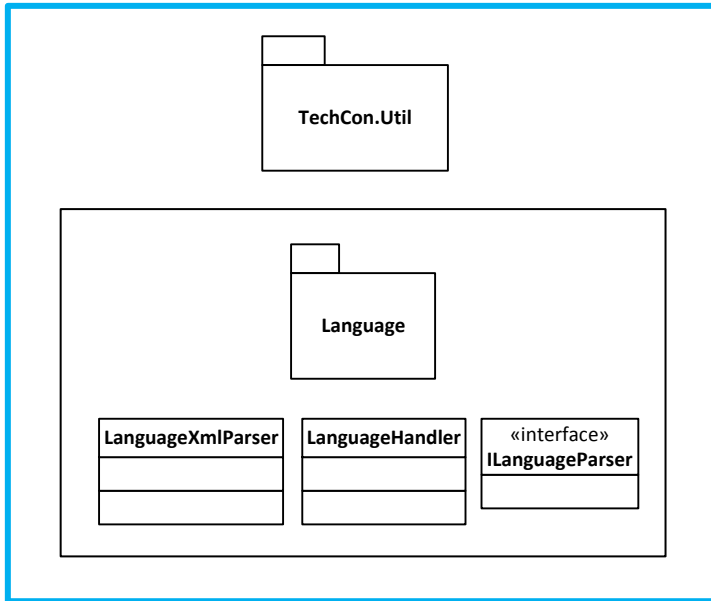 TechCon.Util
Language
LanguageXmlParser
LanguageHandler
«interface»
ILanguageParser